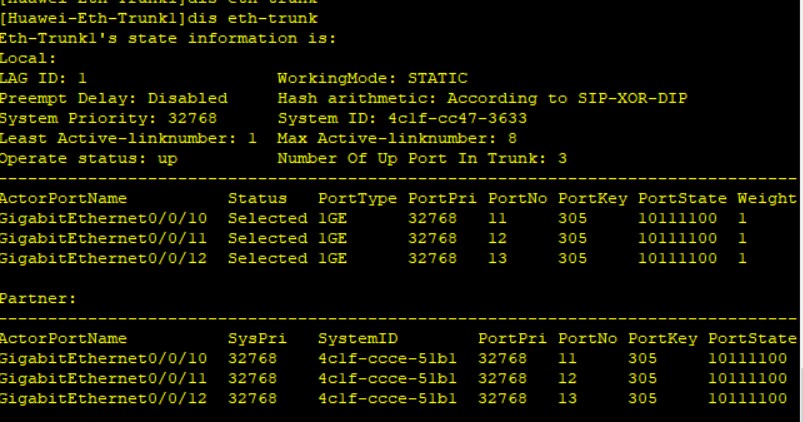 [Huawei-Eth-Trunk1]dis eth-trunk
[Huawei-Eth-Trunk1]dis eth-trunk
Eth-Trunk1's state information is:
Local:
LAG ID: 1 WorkingMode: STATIC
Preempt Delay: Disabled Hash arithmetic: According to SIP-XOR-DIP
System Priority: 32768 System ID: 4c1f-cc47-3633
Least Active-linknumber: 1 Max Active-linknumber: 8
Operate status: up Number Of Up Port In Trunk: 3
--------------------------------------------------------------------------------
ActorPortName Status PortType PortPri PortNo PortKey PortState Weight
GigabitEthernet0/0/10 Selected 1GE 32768 11 305 10111100 1
GigabitEthernet0/0/11 Selected 1GE 32768 12 305 10111100 1
GigabitEthernet0/0/12 Selected 1GE 32768 13 305 10111100 1
Partner:
--------------------------------------------------------------------------------
ActorPortName SysPri SystemID PortPri PortNo PortKey PortState
GigabitEthernet0/0/10 32768 4c1f-ccce-51b1 32768 11 305 10111100
GigabitEthernet0/0/11 32768 4c1f-ccce-51b1 32768 12 305 10111100
GigabitEthernet0/0/12 32768 4c1f-ccce-51b1 32768 13 305 10111100